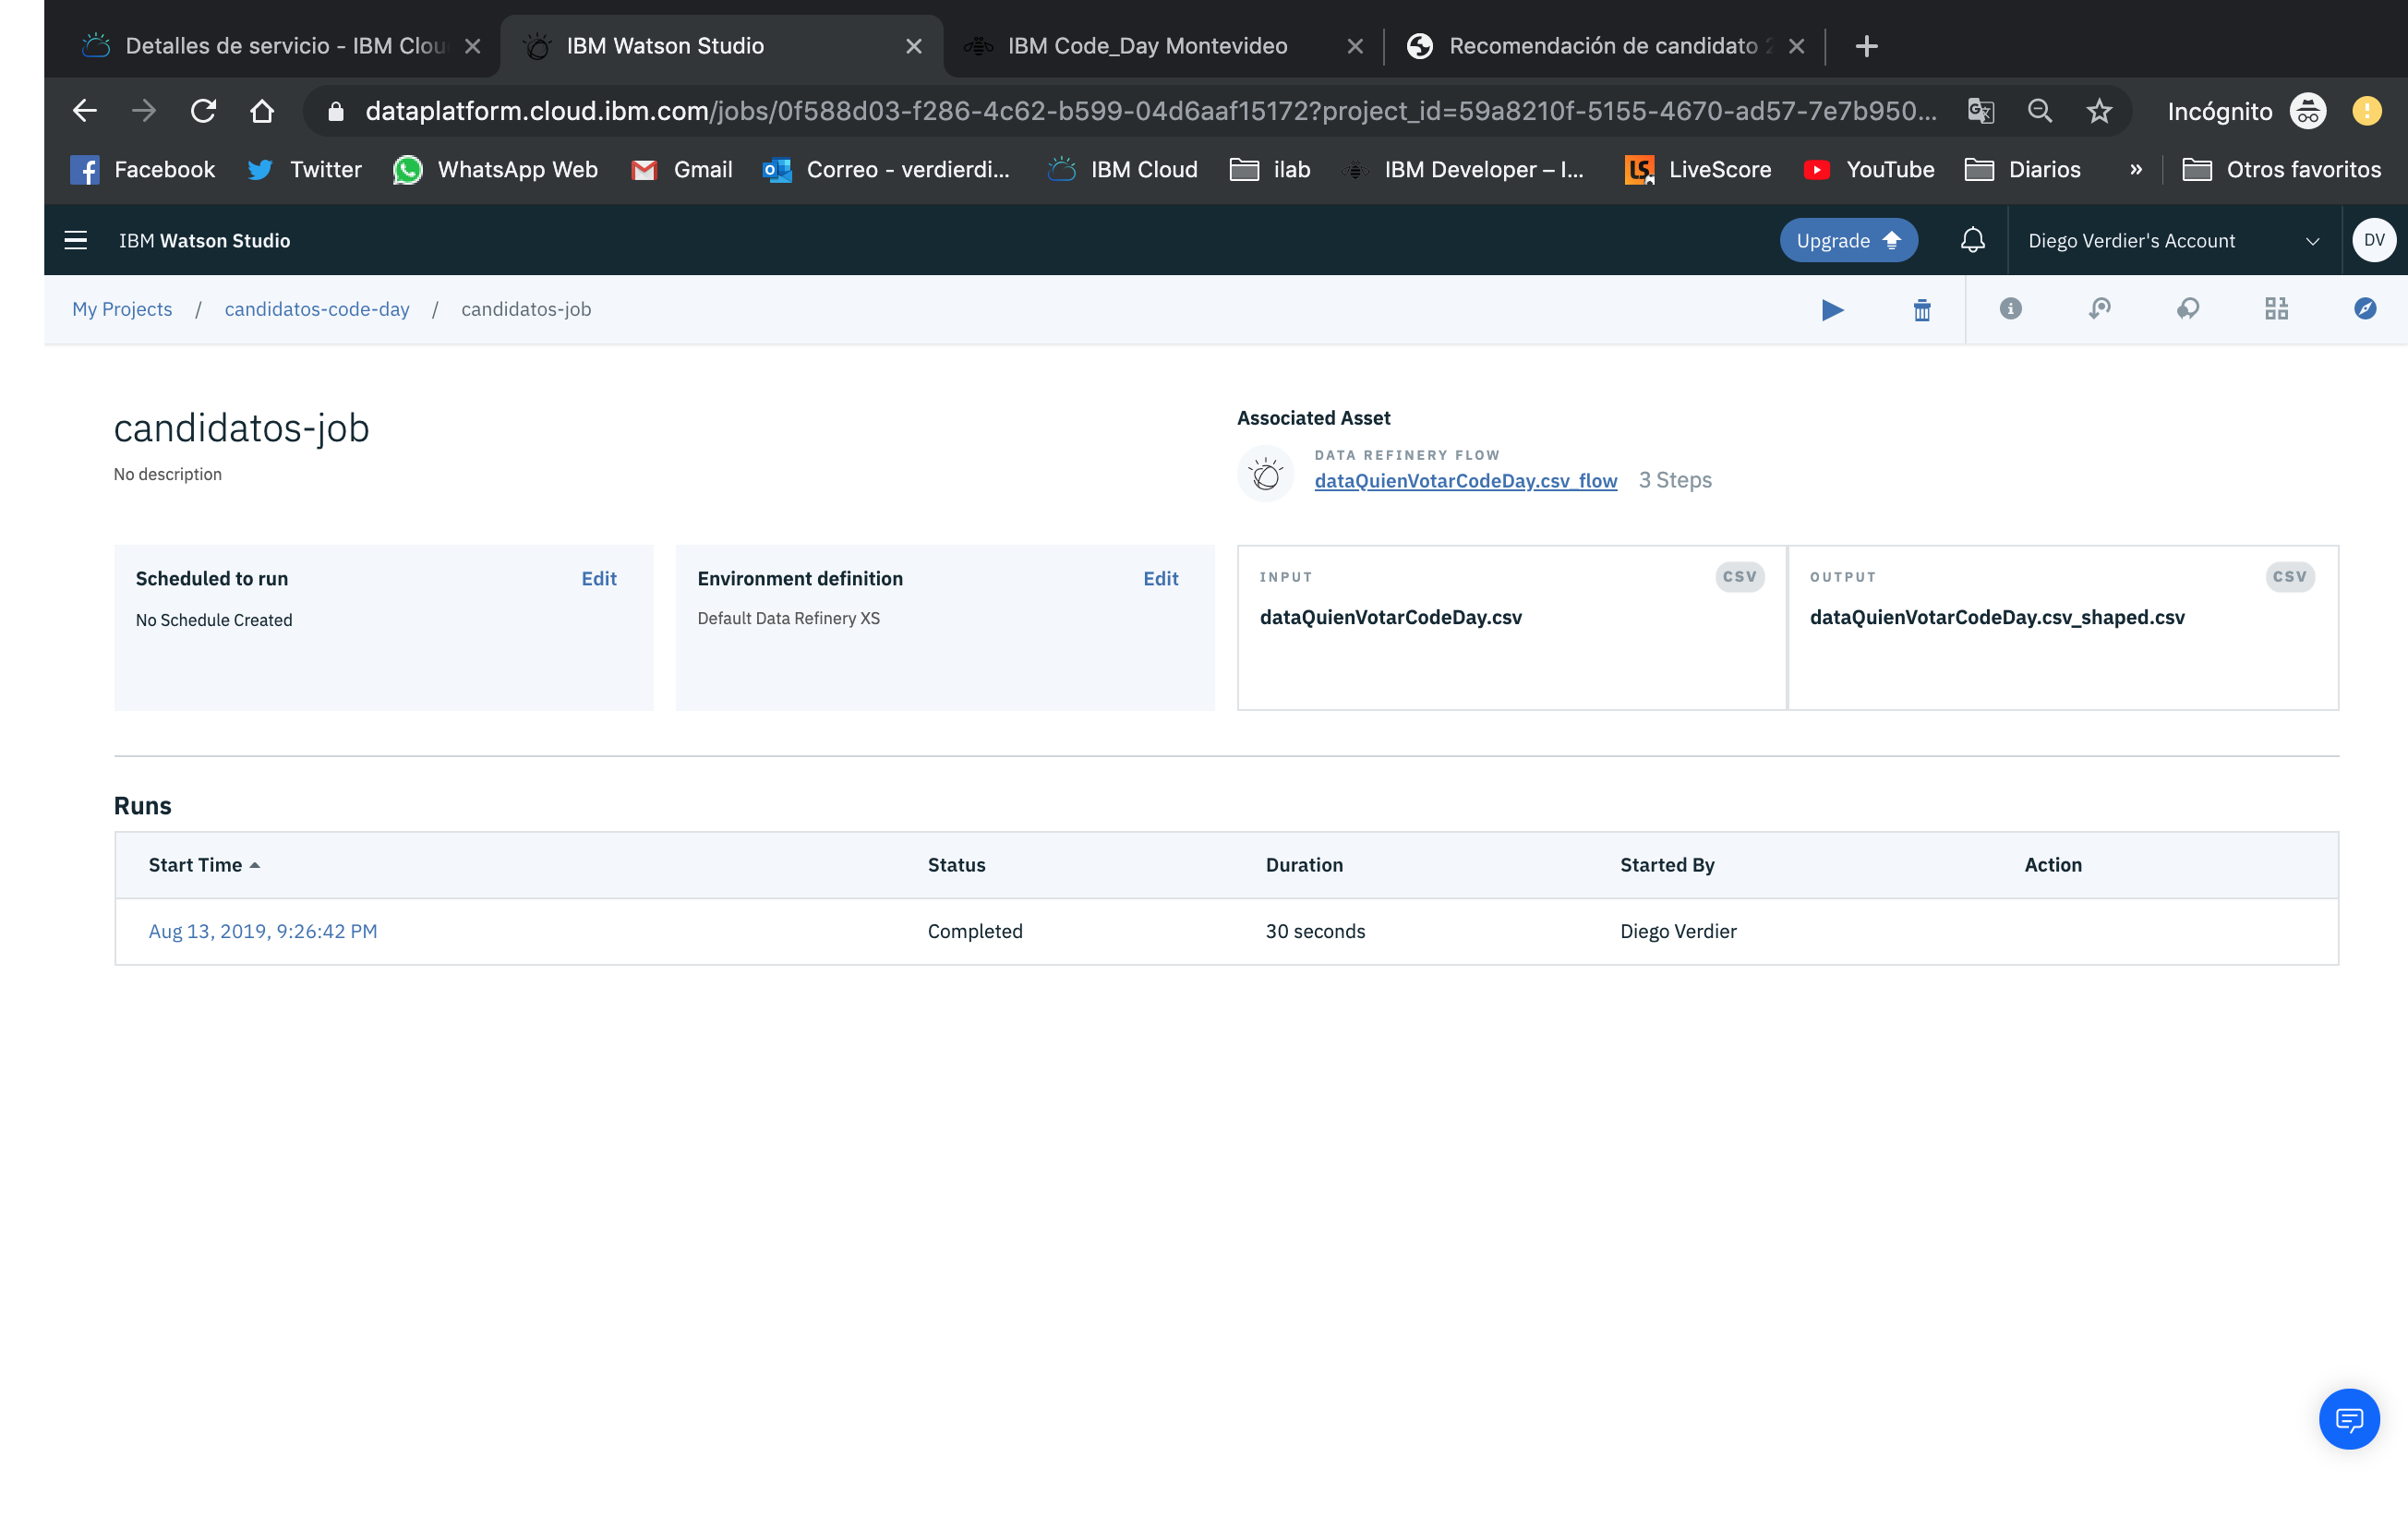 Detalles de servicio - IBM Clou
IBM Watson Studio
IBM Code_Day Montevideo
Recomendación de candidato 2
dataplatform.cloud.ibm.com/jobs/0f588d03-f286-4c62-b599-04d6aaf15172?project_id=59a8210f-5155-4670-ad57-7e7b950...
Incógnito
Facebook
Twitter
WhatsApp Web
Gmail
Correo - verdierdi...
IBM Cloud
ilab
IBM Developer – I...
LiveScore
YouTube
Diarios
»
Otros favoritos
IBM Watson Studio
Upgrade
Diego Verdier's Account
DV
My Projects / candidatos-code-day / candidatos-job
candidatos-job
No description
Associated Asset
DATA REFINERY FLOW
dataQuienVotarCodeDay.csv_flow 3 Steps
Scheduled to run Edit
No Schedule Created
Environment definition Edit
Default Data Refinery XS
INPUT CSV
dataQuienVotarCodeDay.csv
OUTPUT CSV
dataQuienVotarCodeDay.csv_shaped.csv
Runs
Start Time Status Duration Started By Action
Aug 13, 2019, 9:26:42 PM Completed 30 seconds Diego Verdier